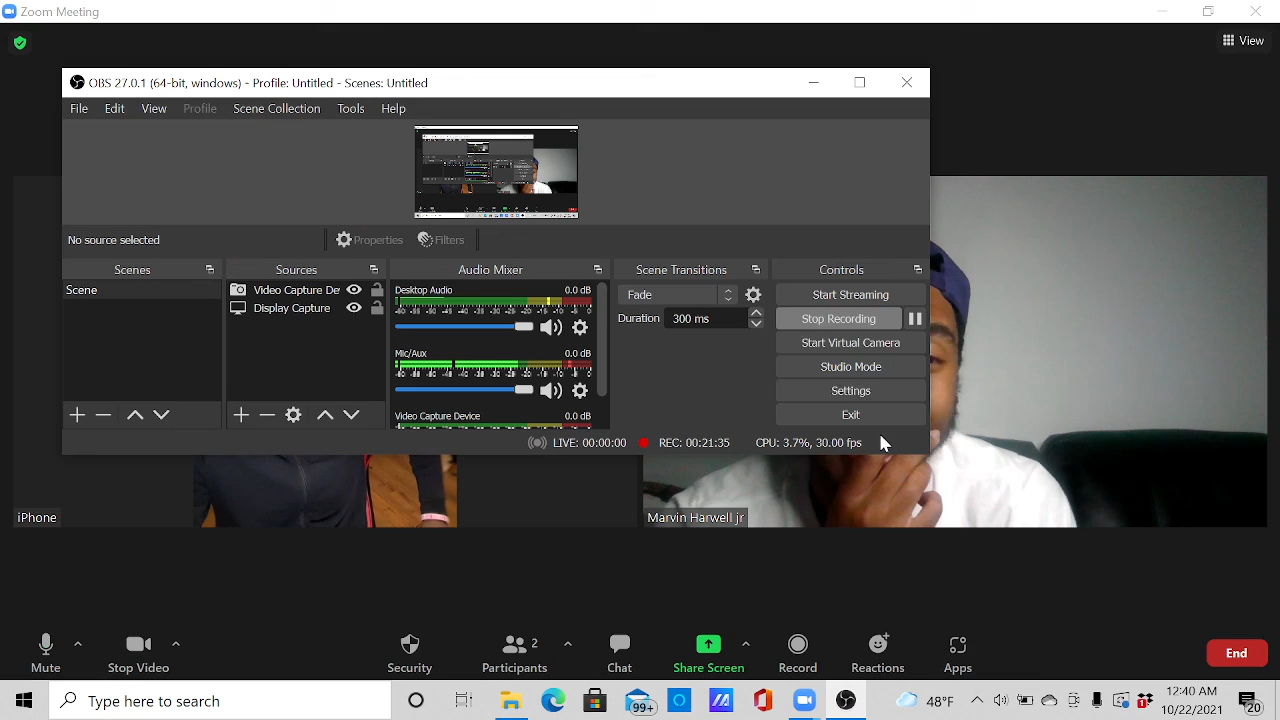 Zoom Meeting
View
OBS 27.0.1 (64-bit, windows) - Profile: Untitled - Scenes: Untitled
File Edit View Profile Scene Collection Tools Help
No source selected
Properties
Filters
Scenes
Sources
Audio Mixer
Scene Transitions
Controls
Scene
Video Capture De
Display Capture
Desktop Audio 0.0 dB
Mic/Aux 0.0 dB
Video Capture Device 0.0 dB
Fade
Duration 300 ms
Start Streaming
Stop Recording
Start Virtual Camera
Studio Mode
Settings
Exit
LIVE: 00:00:00 REC: 00:21:35 CPU: 3.7%, 30.00 fps
iPhone
Marvin Harwell jr
Mute
Stop Video
Security
Participants 2
Chat
Share Screen
Record
Reactions
Apps
End
Type here to search
99+
48°F
12:40 AM
10/22/2021
20